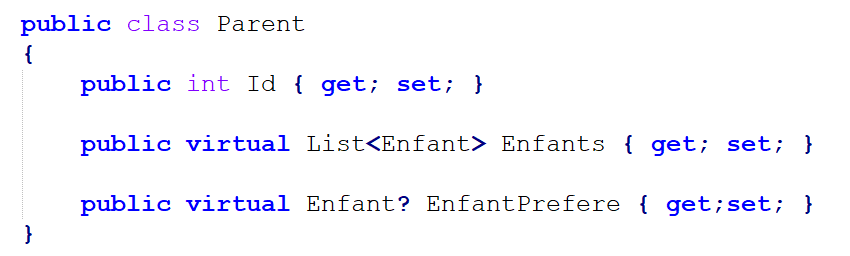 public class Parent
{
public int Id { get; set; }
public virtual List<Enfant> Enfants { get; set; }
public virtual Enfant? EnfantPrefere { get;set; }
}